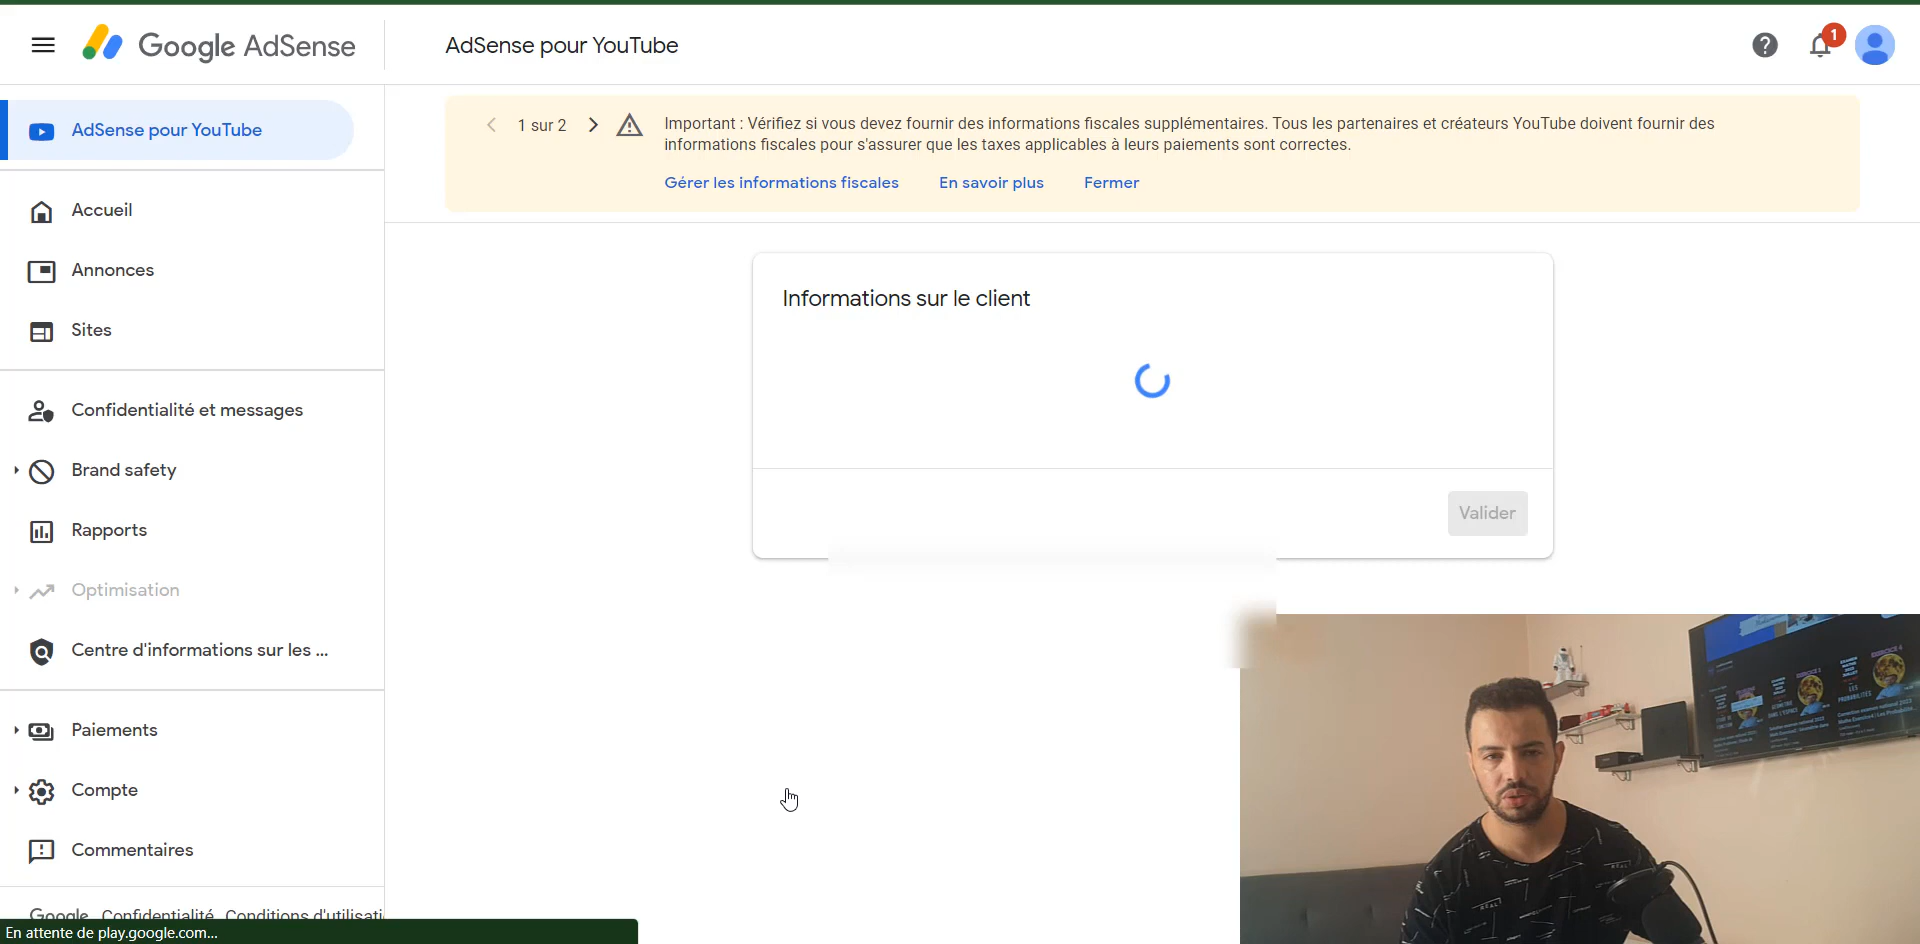 Google AdSense
AdSense pour YouTube
1
AdSense pour YouTube
Accueil
Annonces
Sites
Confidentialité et messages
Brand safety
Rapports
Optimisation
Centre d'informations sur les ...
Paiements
Compte
Commentaires
Google Confidentialité Conditions d'utilisati
En attente de play.google.com...
1 sur 2
Important : Vérifiez si vous devez fournir des informations fiscales supplémentaires. Tous les partenaires et créateurs YouTube doivent fournir des
informations fiscales pour s'assurer que les taxes applicables à leurs paiements sont correctes.
Gérer les informations fiscales En savoir plus Fermer
Informations sur le client
Valider